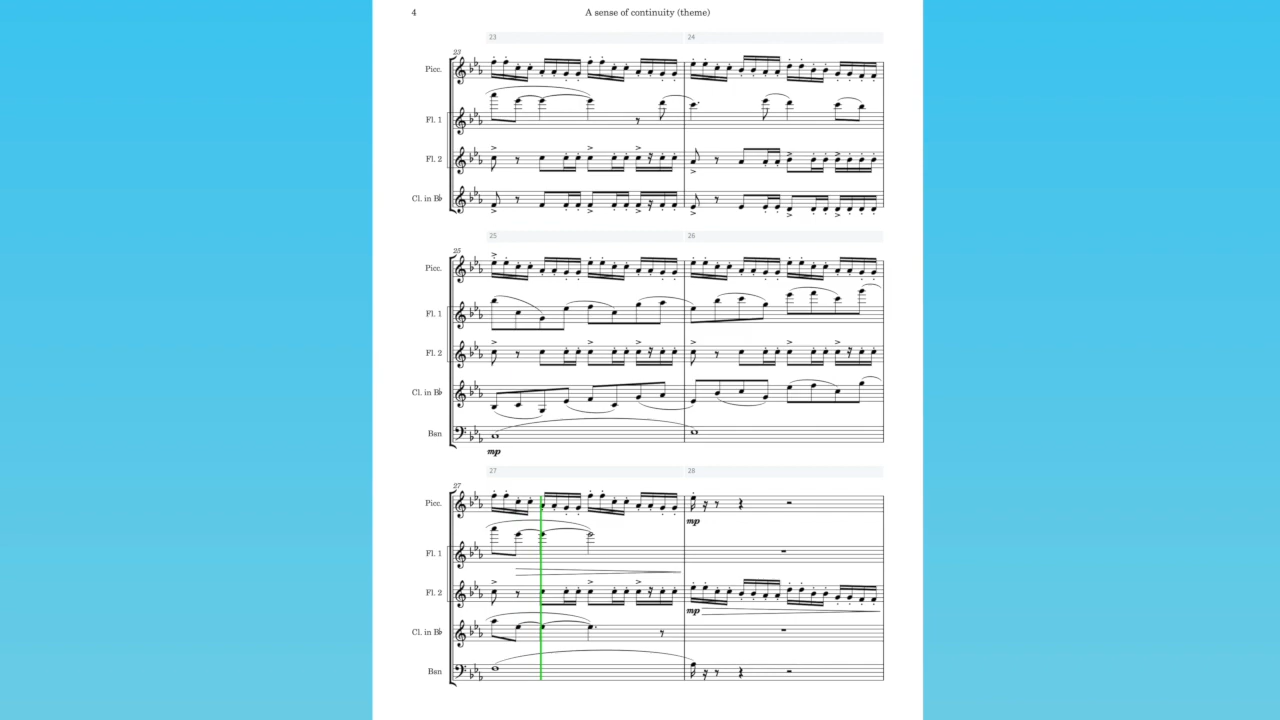 4 A sense of continuity (theme)
23 24
23
Picc.
Fl. 1
Fl. 2
Cl. in B♭
25 26
25
Picc.
Fl. 1
Fl. 2
Cl. in B♭
Bsn
mp
27 28
27
Picc.
mp
Fl. 1
Fl. 2
mp
Cl. in B♭
Bsn